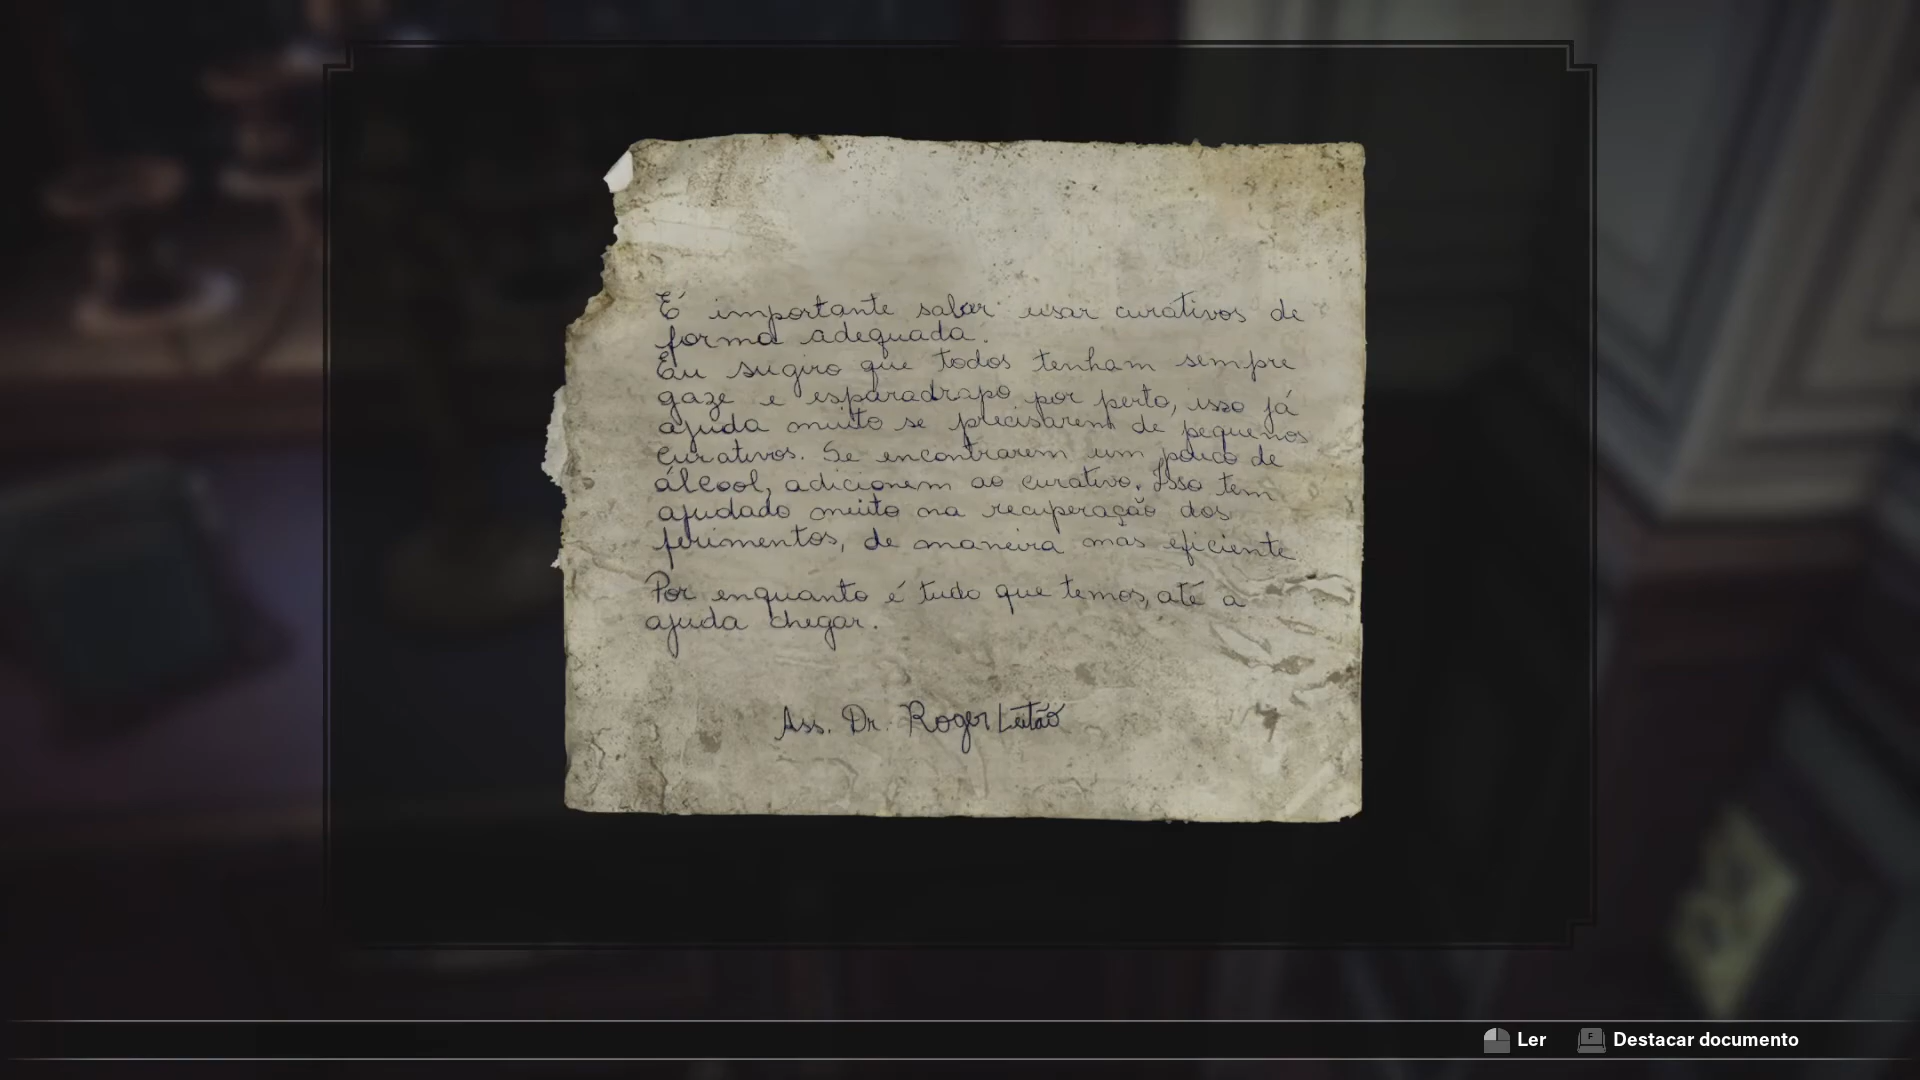 É importante saber usar curativos de
forma adequada.
Eu sugiro que todos tenham sempre
gaze e esparadrapo por perto, isso já
ajuda muito se precisarem de pequenos
curativos. Se encontrarem um pouco de
álcool, adicionem ao curativo. Isso tem
ajudado muito na recuperação dos
ferimentos, de maneira mas eficiente
Por enquanto é tudo que temos, até a
ajuda chegar.
Ass. Dr. Roger Leitão
F
Ler
Destacar documento